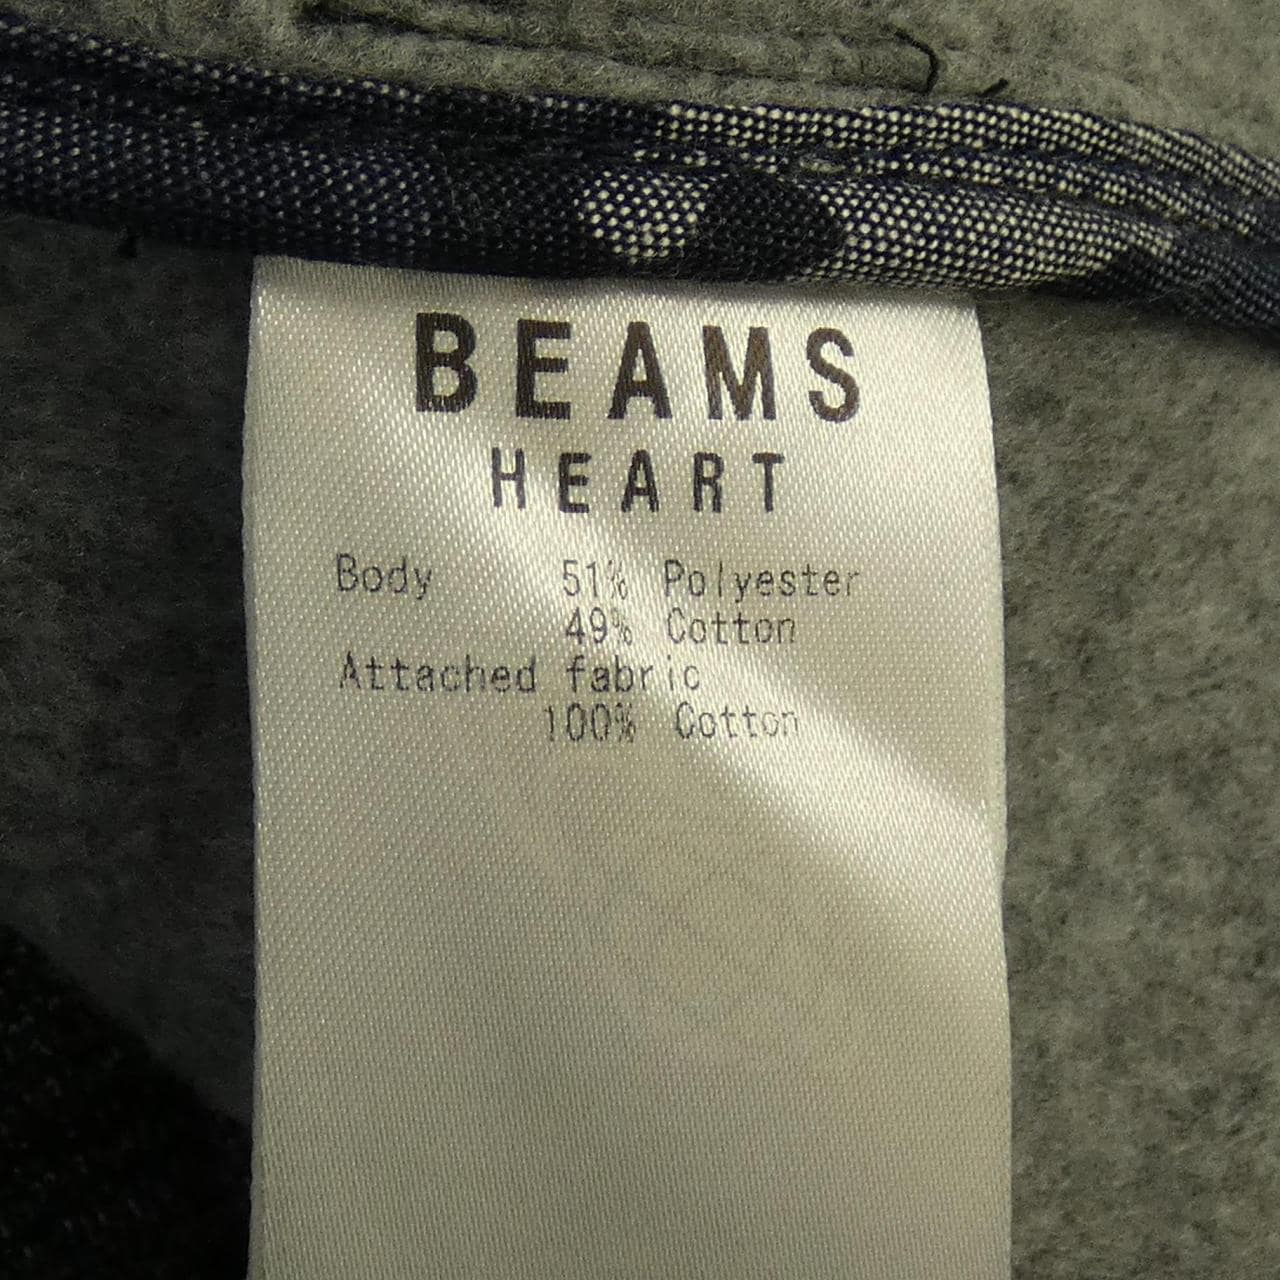 BEAMS
HEART
Body 51% Polyester
49% Cotton
Attached fabric
100% Cotton